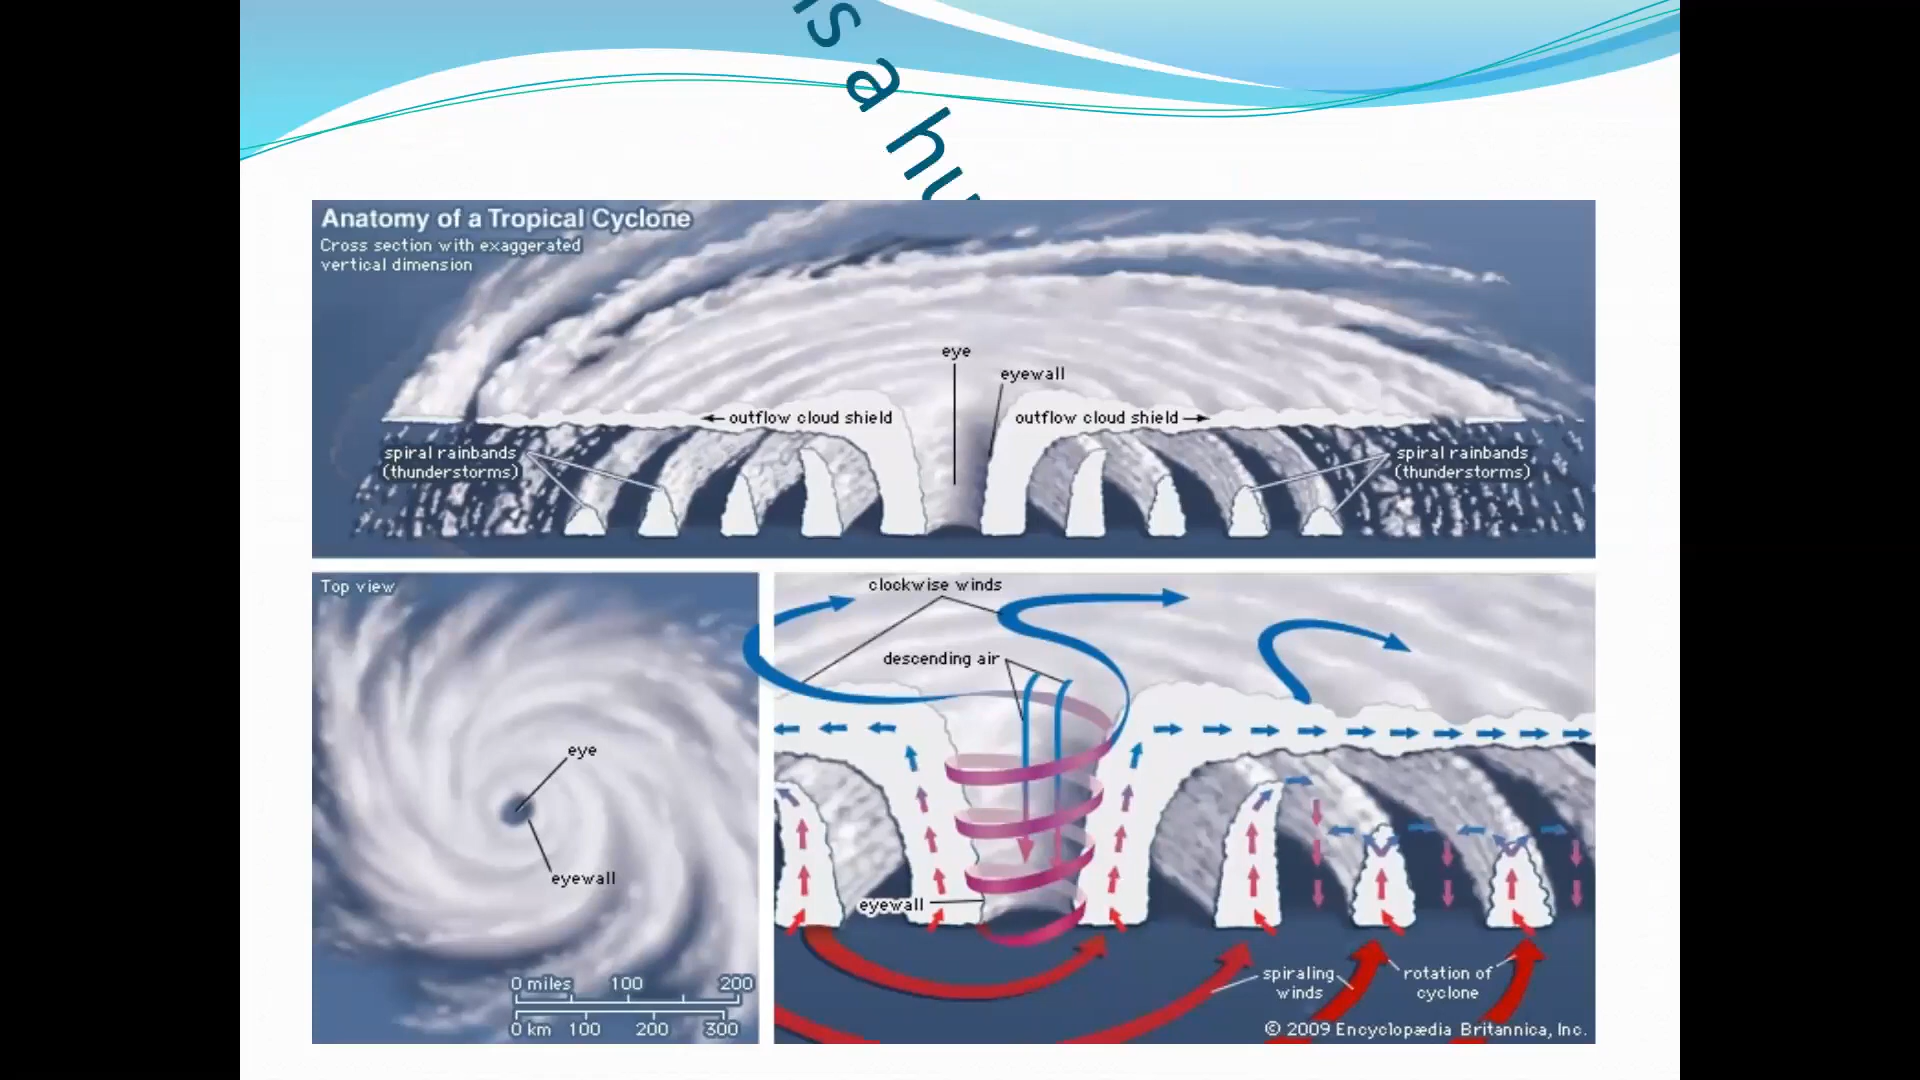 is a hu
Anatomy of a Tropical Cyclone
Cross section with exaggerated
vertical dimension
eye
eyewall
outflow cloud shield
outflow cloud shield
spiral rainbands
(thunderstorms)
spiral rainbands
(thunderstorms)
Top view
eye
eyewall
0 miles 100 200
0 km 100 200 300
clockwise winds
descending air
eyewall
spiraling
winds
rotation of
cyclone
© 2009 Encyclopædia Britannica, Inc.